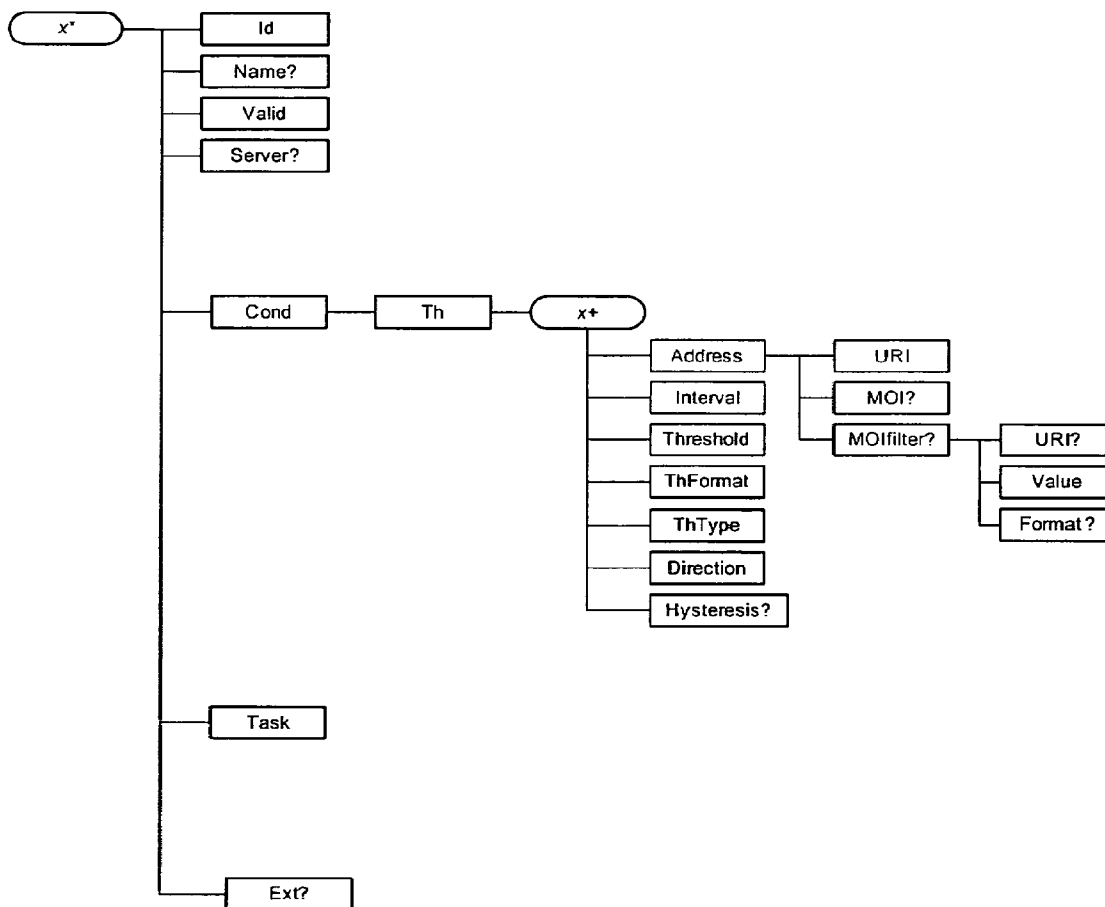 x*
Id
Name?
Valid
Server?
Cond
Th
x+
Address
URI
Interval
MOI?
Threshold
MOIfilter?
URI?
ThFormat
Value
ThType
Format?
Direction
Hysteresis?
Task
Ext?